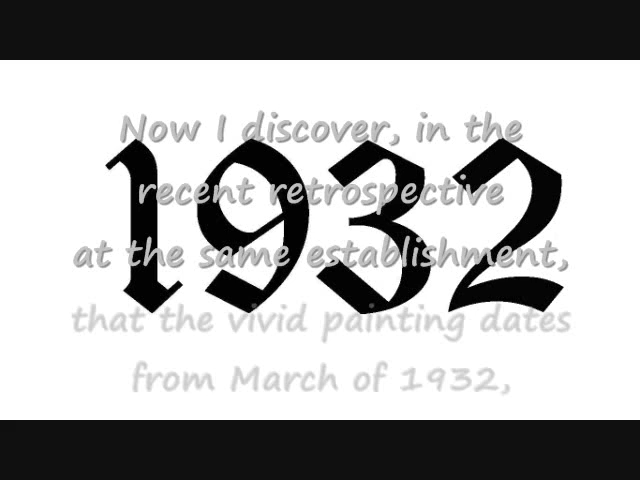 Now I discover, in the
1932
recent retrospective
at the same establishment,
that the vivid painting dates
from March of 1932,